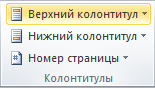 Верхний колонтитул
Нижний колонтитул
Номер страницы
Колонтитулы